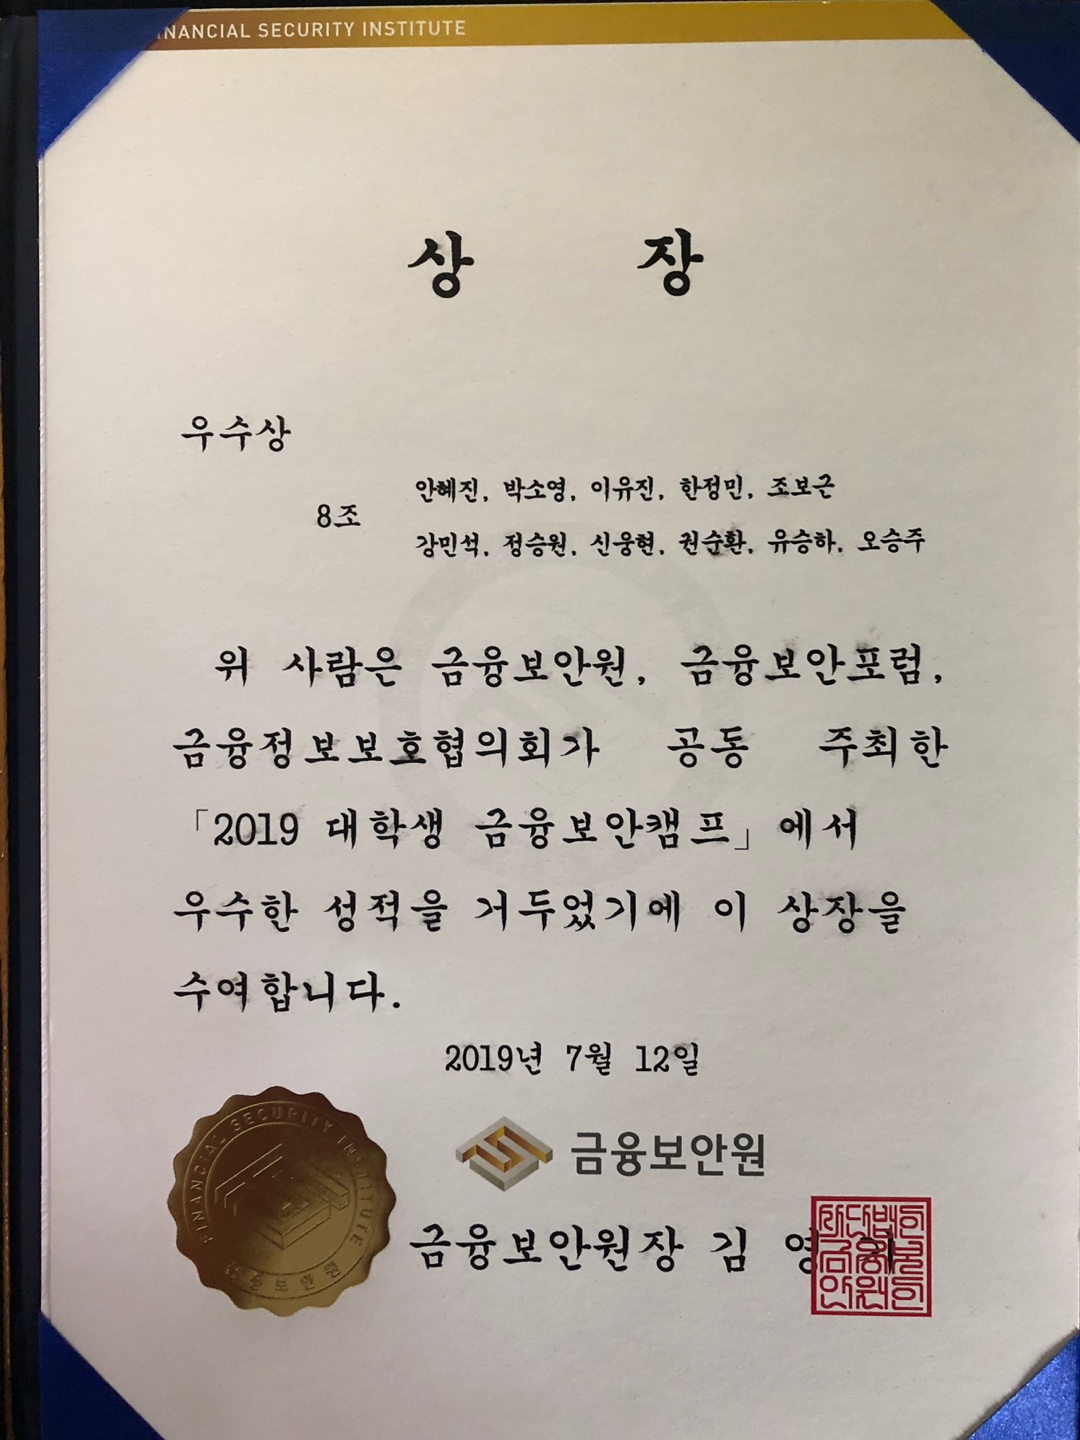 FINANCIAL SECURITY INSTITUTE
상 장
우수상
8조
안혜진, 박소영, 이유진, 한정민, 조보근
강민석, 정승원, 신웅현, 권순환, 유승하, 오승주
위 사람은 금융보안원, 금융보안포럼,
금융정보보호협의회가 공동 주최한
「2019 대학생 금융보안캠프」에서
우수한 성적을 거두었기에 이 상장을
수여합니다.
2019년 7월 12일
FINANCIAL SECURITY INSTITUTE
금융보안원
금융보안원
금융보안원장 김 영 기